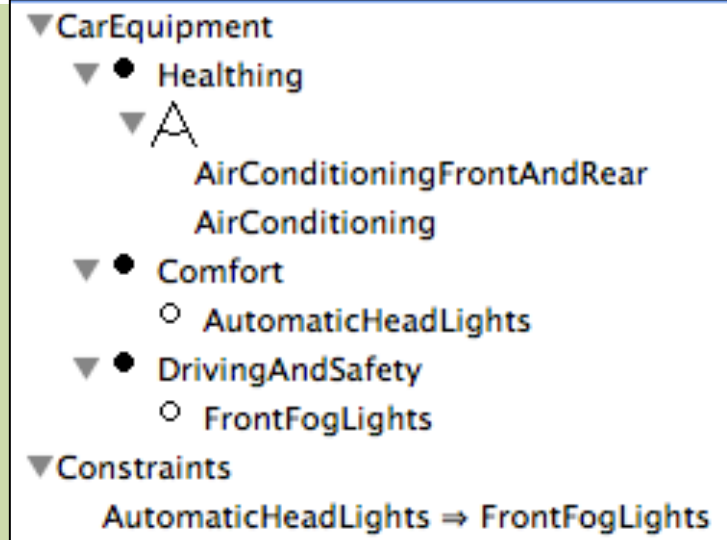 CarEquipment
Healthing
AirConditioningFrontAndRear
AirConditioning
Comfort
AutomaticHeadLights
DrivingAndSafety
FrontFogLights
Constraints
AutomaticHeadLights ⇒ FrontFogLights